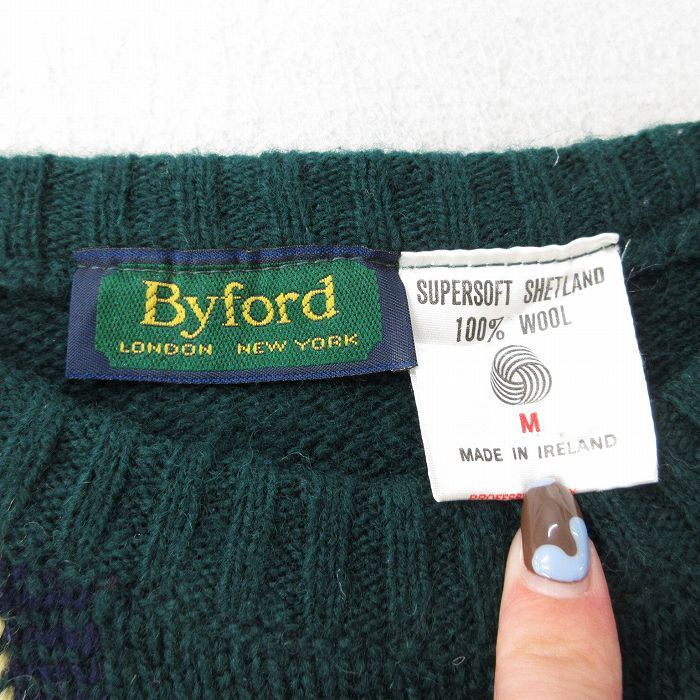 Byford
LONDON NEW YORK
SUPERSOFT SHETLAND
100% WOOL
M
MADE IN IRELAND